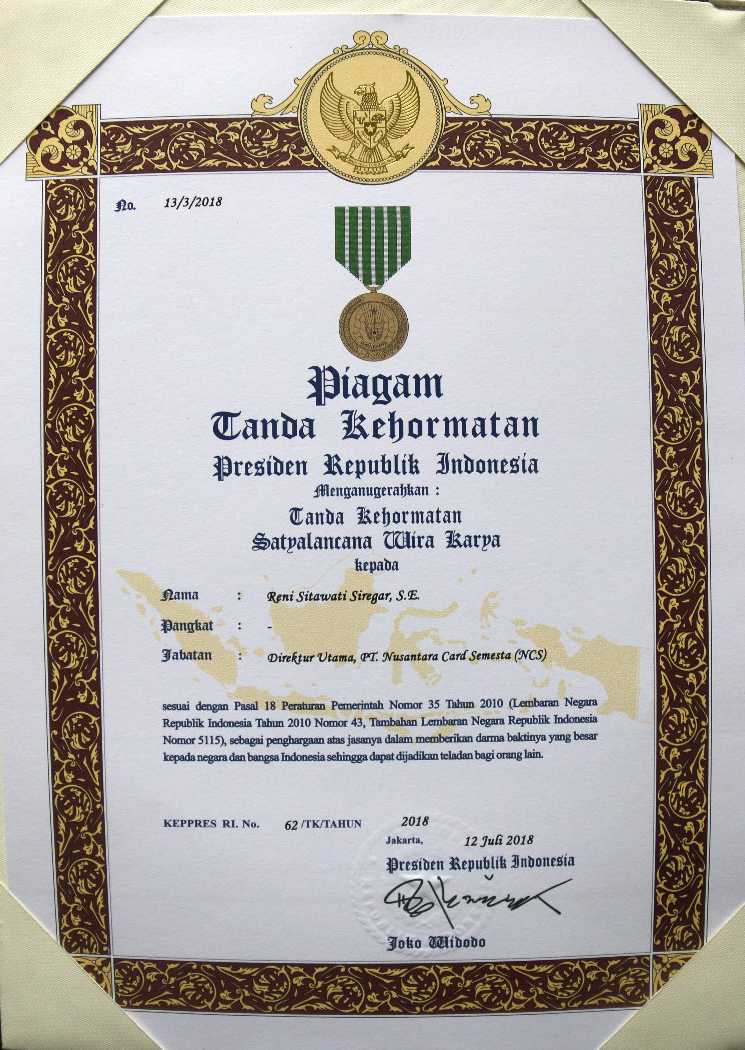 No. 13/3/2018
Piagam
Tanda Kehormatan
Presiden Republik Indonesia
Menganugerahkan :
Tanda Kehormatan
Satyalancana Wira Karya
kepada
Nama : Reni Sitawati Siregar, S.E.
Pangkat : -
Jabatan : Direktur Utama, PT. Nusantara Card Semesta (NCS)
sesuai dengan Pasal 18 Peraturan Pemerintah Nomor 35 Tahun 2010 (Lembaran Negara
Republik Indonesia Tahun 2010 Nomor 43, Tambahan Lembaran Negara Republik Indonesia
Nomor 5115), sebagai penghargaan atas jasanya dalam memberikan darma baktinya yang besar
kepada negara dan bangsa Indonesia sehingga dapat dijadikan teladan bagi orang lain.
KEPPRES RI. No. 62 /TK/TAHUN 2018
Jakarta, 12 Juli 2018
Presiden Republik Indonesia
Joko Widodo